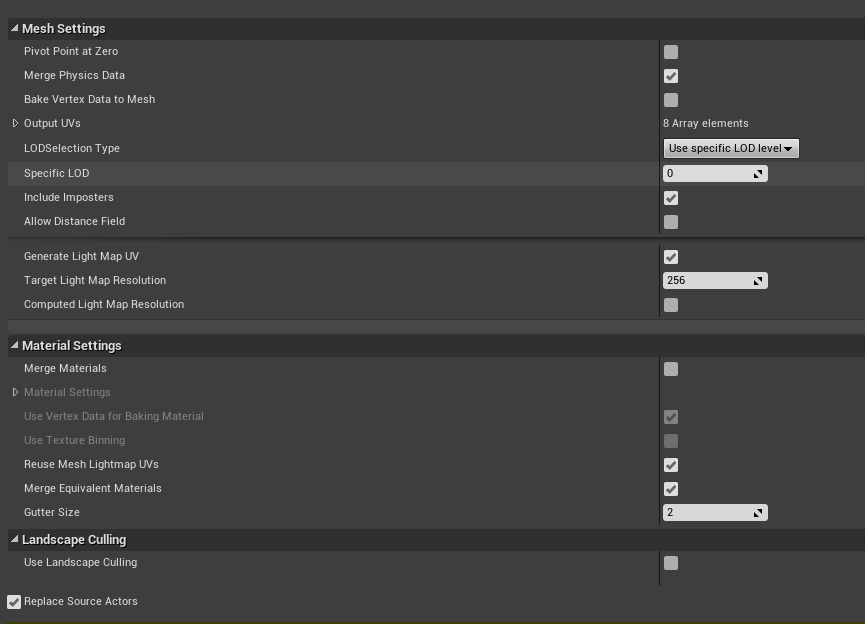 Mesh Settings
Pivot Point at Zero
Merge Physics Data
Bake Vertex Data to Mesh
Output UVs 8 Array elements
LODSelection Type Use specific LOD level
Specific LOD 0
Include Imposters
Allow Distance Field
Generate Light Map UV
Target Light Map Resolution 256
Computed Light Map Resolution
Material Settings
Merge Materials
Material Settings
Use Vertex Data for Baking Material
Use Texture Binning
Reuse Mesh Lightmap UVs
Merge Equivalent Materials
Gutter Size 2
Landscape Culling
Use Landscape Culling
Replace Source Actors